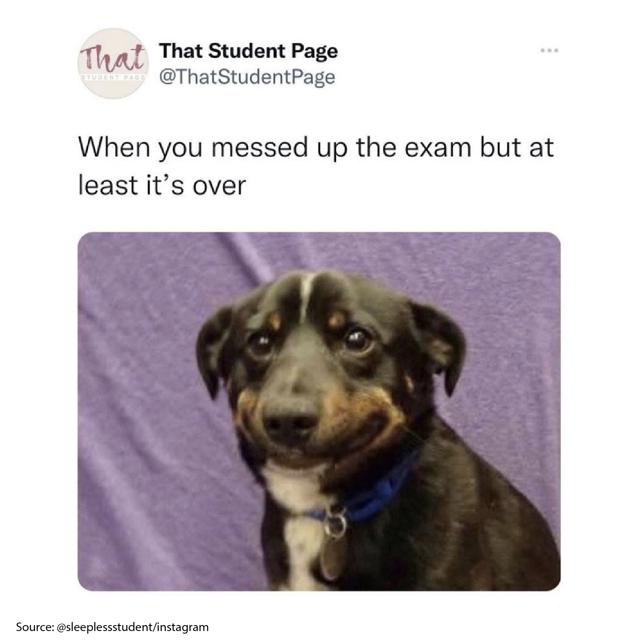 That
STUDENT PAGE
That Student Page
@ThatStudentPage
When you messed up the exam but at
least it’s over
Source: @sleeplessstudent/instagram